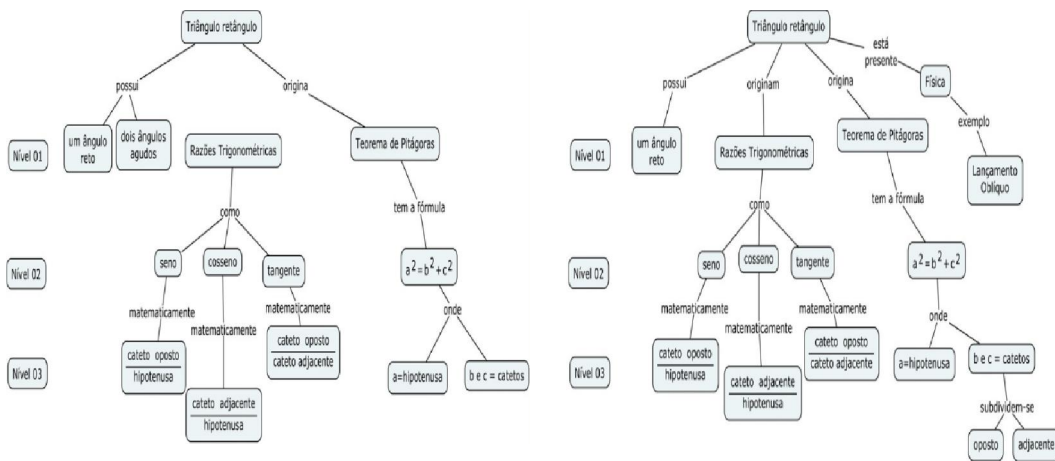 Triângulo retângulo
possui
origina
Nível 01
um ângulo
reto
dois ângulos
agudos
Razões Trigonométricas
Teorema de Pitágoras
como
tem a fórmula
Nível 02
seno
cosseno
tangente
a²=b²+c²
matematicamente
matematicamente
matematicamente
onde
Nível 03
cateto oposto
hipotenusa
cateto adjacente
hipotenusa
cateto oposto
cateto adjacente
a=hipotenusa
b e c = catetos
Triângulo retângulo
possui
originam
origina
está
presente
Física
exemplo
Lançamento
Oblíquo
Nível 01
um ângulo
reto
Razões Trigonométricas
Teorema de Pitágoras
como
tem a fórmula
Nível 02
seno
cosseno
tangente
a²=b²+c²
matematicamente
matematicamente
matematicamente
onde
Nível 03
cateto oposto
hipotenusa
cateto adjacente
hipotenusa
cateto oposto
cateto adjacente
a=hipotenusa
b e c = catetos
subdividem-se
oposto
adjacente